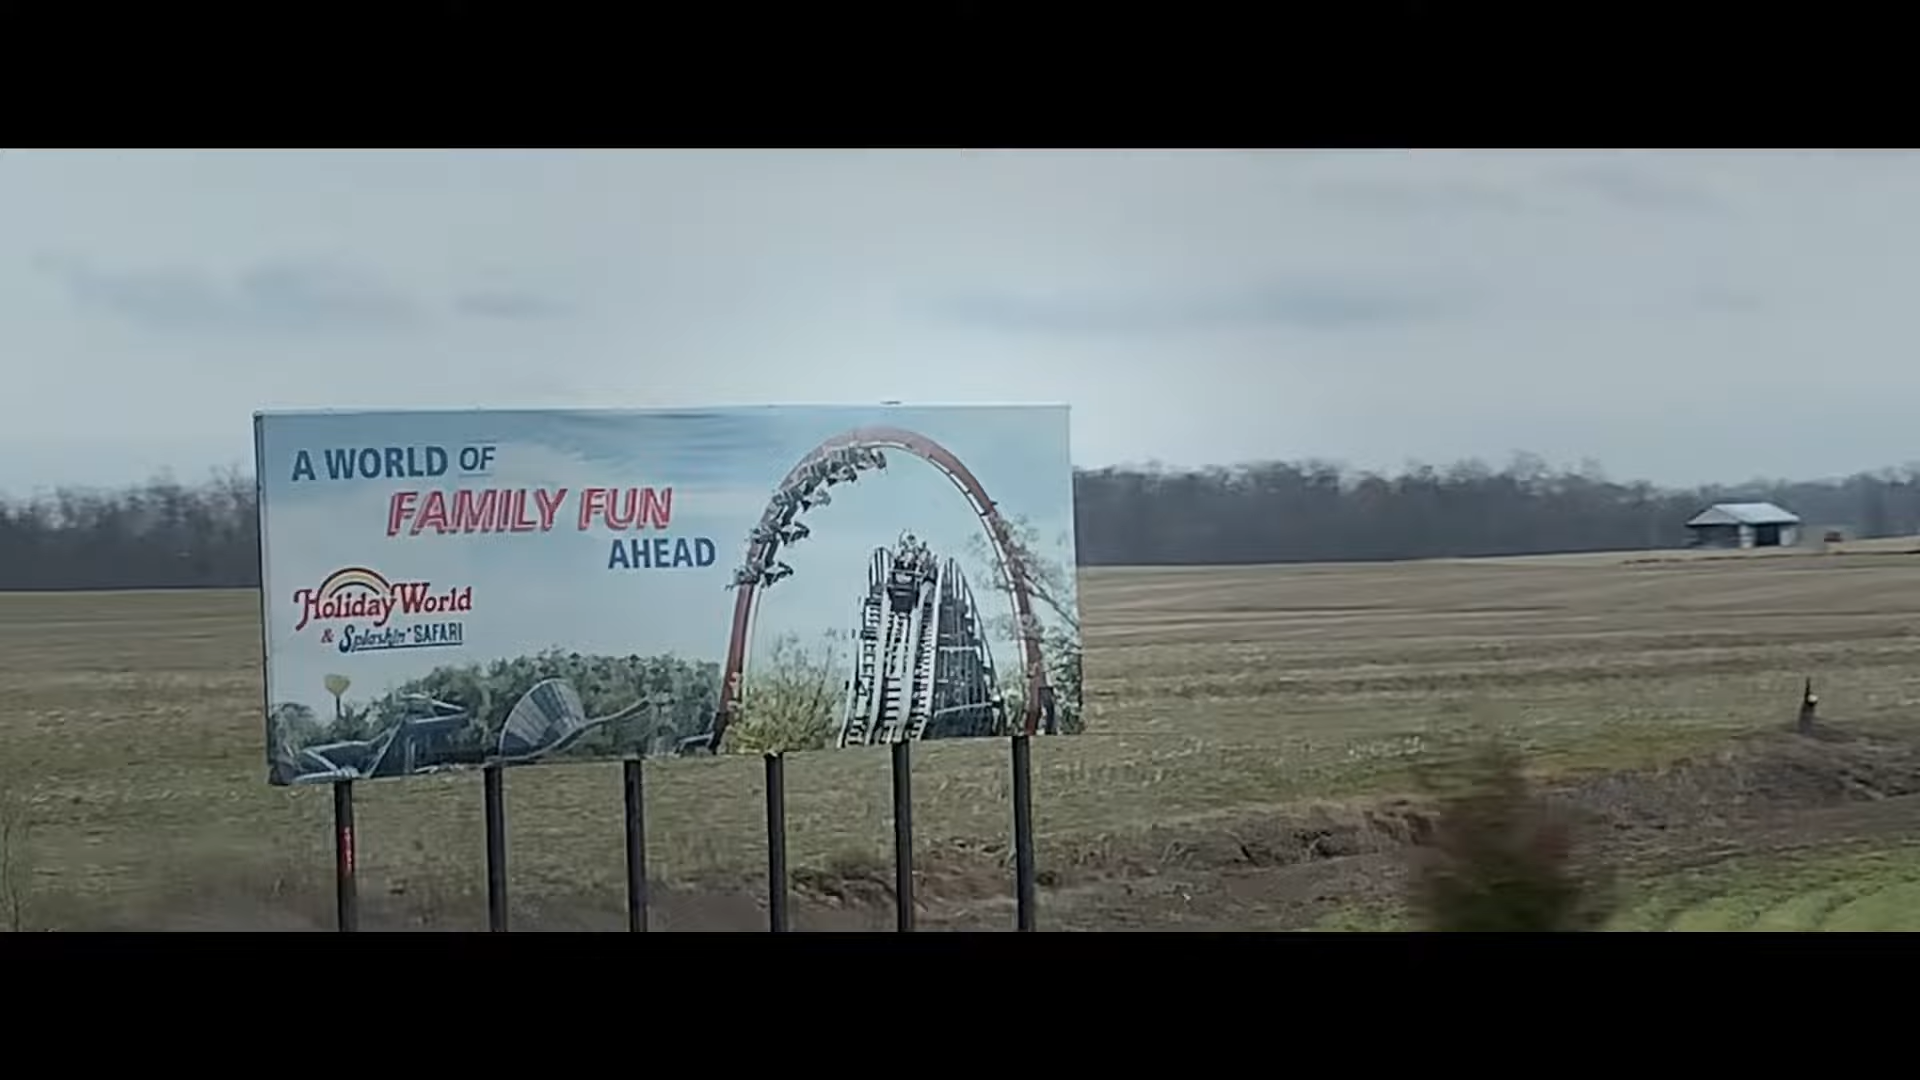 A WORLD OF
FAMILY FUN
AHEAD
Holiday World
& Splashin' SAFARI